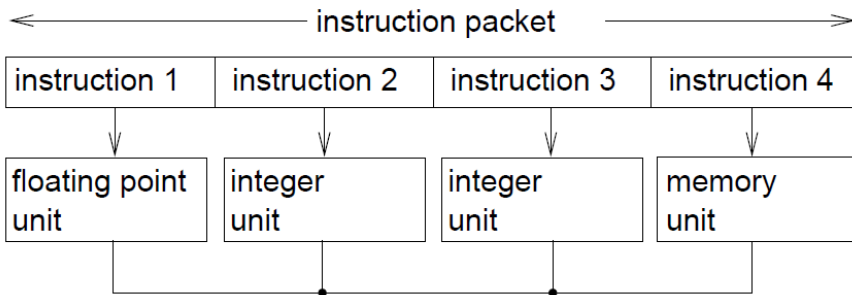 instruction packet
instruction 1 instruction 2 instruction 3 instruction 4
floating point integer integer memory
unit unit unit unit